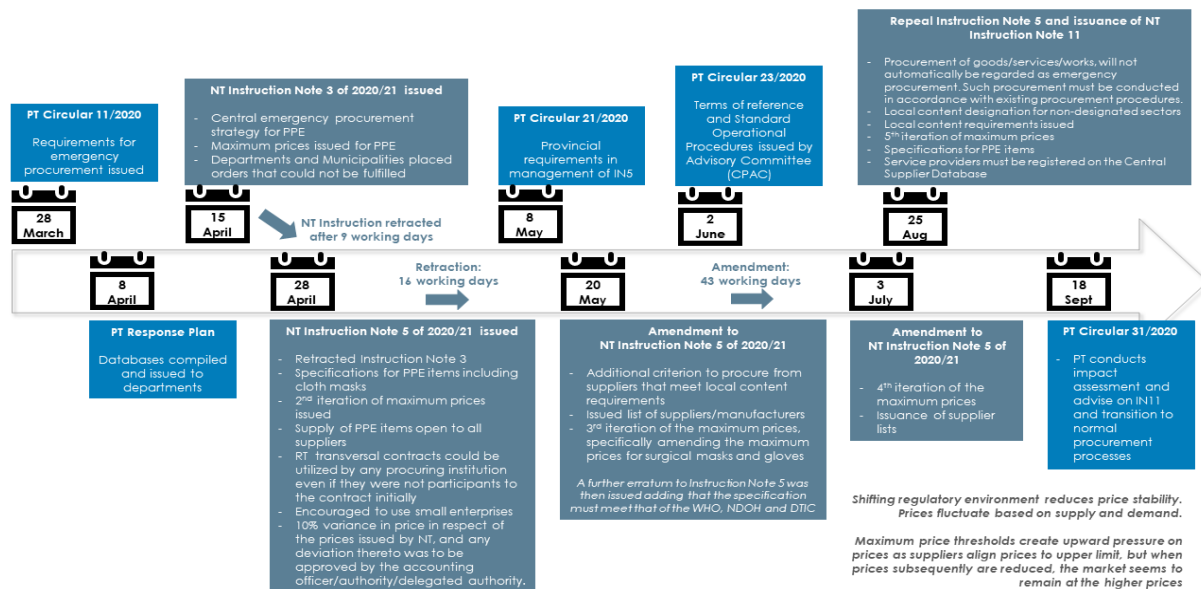 PT Circular 11/2020
Requirements for
emergency
procurement issued
28
March
NT Instruction Note 3 of 2020/21 issued
- Central emergency procurement
strategy for PPE
- Maximum prices issued for PPE
- Departments and Municipalities placed
orders that could not be fulfilled
15
April
NT Instruction retracted
after 9 working days
PT Circular 21/2020
Provincial
requirements in
management of IN5
8
May
PT Circular 23/2020
Terms of reference
and Standard
Operational
Procedures issued by
Advisory Committee
(CPAC)
2
June
Repeal Instruction Note 5 and issuance of NT
Instruction Note 11
- Procurement of goods/services/works, will not
automatically be regarded as emergency
procurement. Such procurement must be conducted
in accordance with existing procurement procedures.
- Local content designation for non-designated sectors
- Local content requirements issued
- 5th iteration of maximum prices
- Specifications for PPE items
- Service providers must be registered on the Central
Supplier Database
25
Aug
8
April
PT Response Plan
Databases compiled
and issued to
departments
28
April
Retraction:
16 working days
NT Instruction Note 5 of 2020/21 issued
- Retracted Instruction Note 3
- Specifications for PPE items including
cloth masks
- 2nd iteration of maximum prices
issued
- Supply of PPE items open to all
suppliers
- RT transversal contracts could be
utilized by any procuring institution
even if they were not participants to
the contract initially
- Encouraged to use small enterprises
- 10% variance in price in respect of
the prices issued by NT, and any
deviation thereto was to be
approved by the accounting
officer/authority/delegated authority.
20
May
Amendment:
43 working days
Amendment to
NT Instruction Note 5 of 2020/21
- Additional criterion to procure from
suppliers that meet local content
requirements
- Issued list of suppliers/manufacturers
- 3rd iteration of the maximum prices,
specifically amending the maximum
prices for surgical masks and gloves
A further erratum to Instruction Note 5 was
then issued adding that the specification
must meet that of the WHO, NDOH and DTIC
3
July
Amendment to
NT Instruction Note 5 of
2020/21
- 4th iteration of the
maximum prices
- Issuance of supplier
lists
18
Sept
PT Circular 31/2020
- PT conducts
impact
assessment and
advise on IN11
and transition to
normal
procurement
processes
Shifting regulatory environment reduces price stability.
Prices fluctuate based on supply and demand.
Maximum price thresholds create upward pressure on
prices as suppliers align prices to upper limit, but when
prices subsequently are reduced, the market seems to
remain at the higher prices